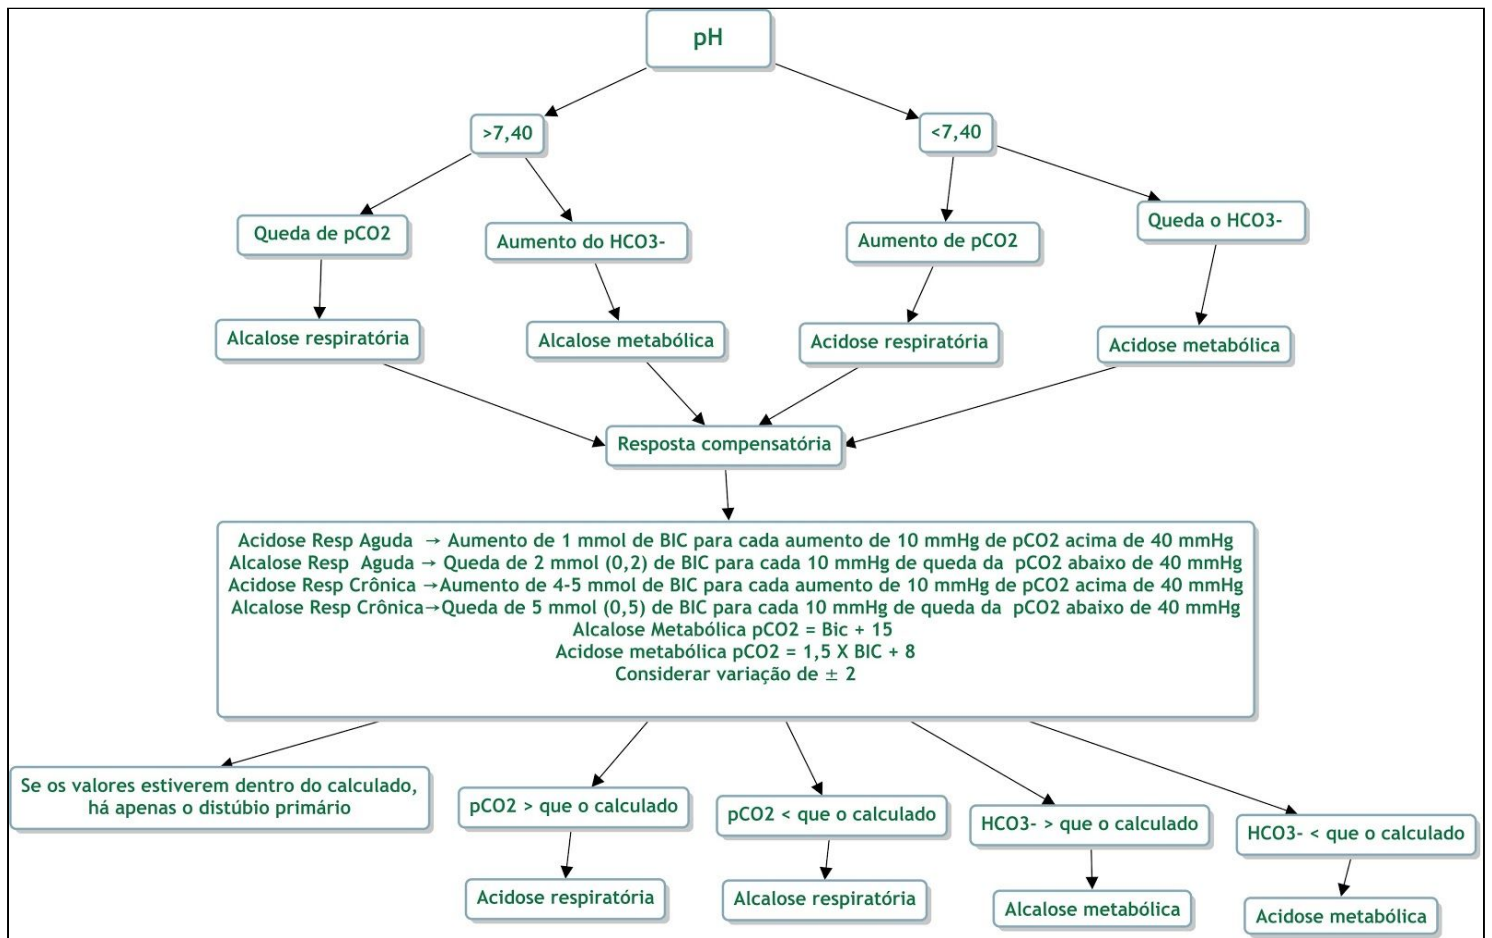 pH
>7,40
<7,40
Queda de pCO2
Aumento do HCO3-
Aumento de pCO2
Queda o HCO3-
Alcalose respiratória
Alcalose metabólica
Acidose respiratória
Acidose metabólica
Resposta compensatória
Acidose Resp Aguda → Aumento de 1 mmol de BIC para cada aumento de 10 mmHg de pCO2 acima de 40 mmHg
Alcalose Resp Aguda → Queda de 2 mmol (0,2) de BIC para cada 10 mmHg de queda da pCO2 abaixo de 40 mmHg
Acidose Resp Crônica →Aumento de 4-5 mmol de BIC para cada aumento de 10 mmHg de pCO2 acima de 40 mmHg
Alcalose Resp Crônica→Queda de 5 mmol (0,5) de BIC para cada 10 mmHg de queda da pCO2 abaixo de 40 mmHg
Alcalose Metabólica pCO2 = Bic + 15
Acidose metabólica pCO2 = 1,5 X BIC + 8
Considerar variação de ± 2
Se os valores estiverem dentro do calculado,
há apenas o distúbio primário
pCO2 > que o calculado
pCO2 < que o calculado
HCO3- > que o calculado
HCO3- < que o calculado
Acidose respiratória
Alcalose respiratória
Alcalose metabólica
Acidose metabólica